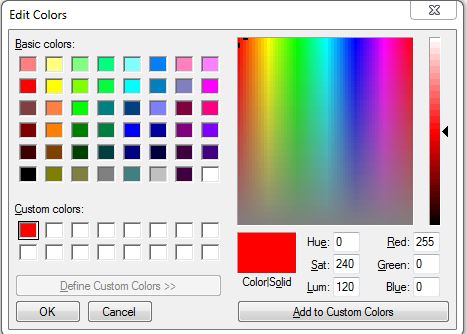 Edit Colors
Basic colors:
Custom colors:
Define Custom Colors >>
OK
Cancel
Color|Solid
Hue: 0
Sat: 240
Lum: 120
Red: 255
Green: 0
Blue: 0
Add to Custom Colors